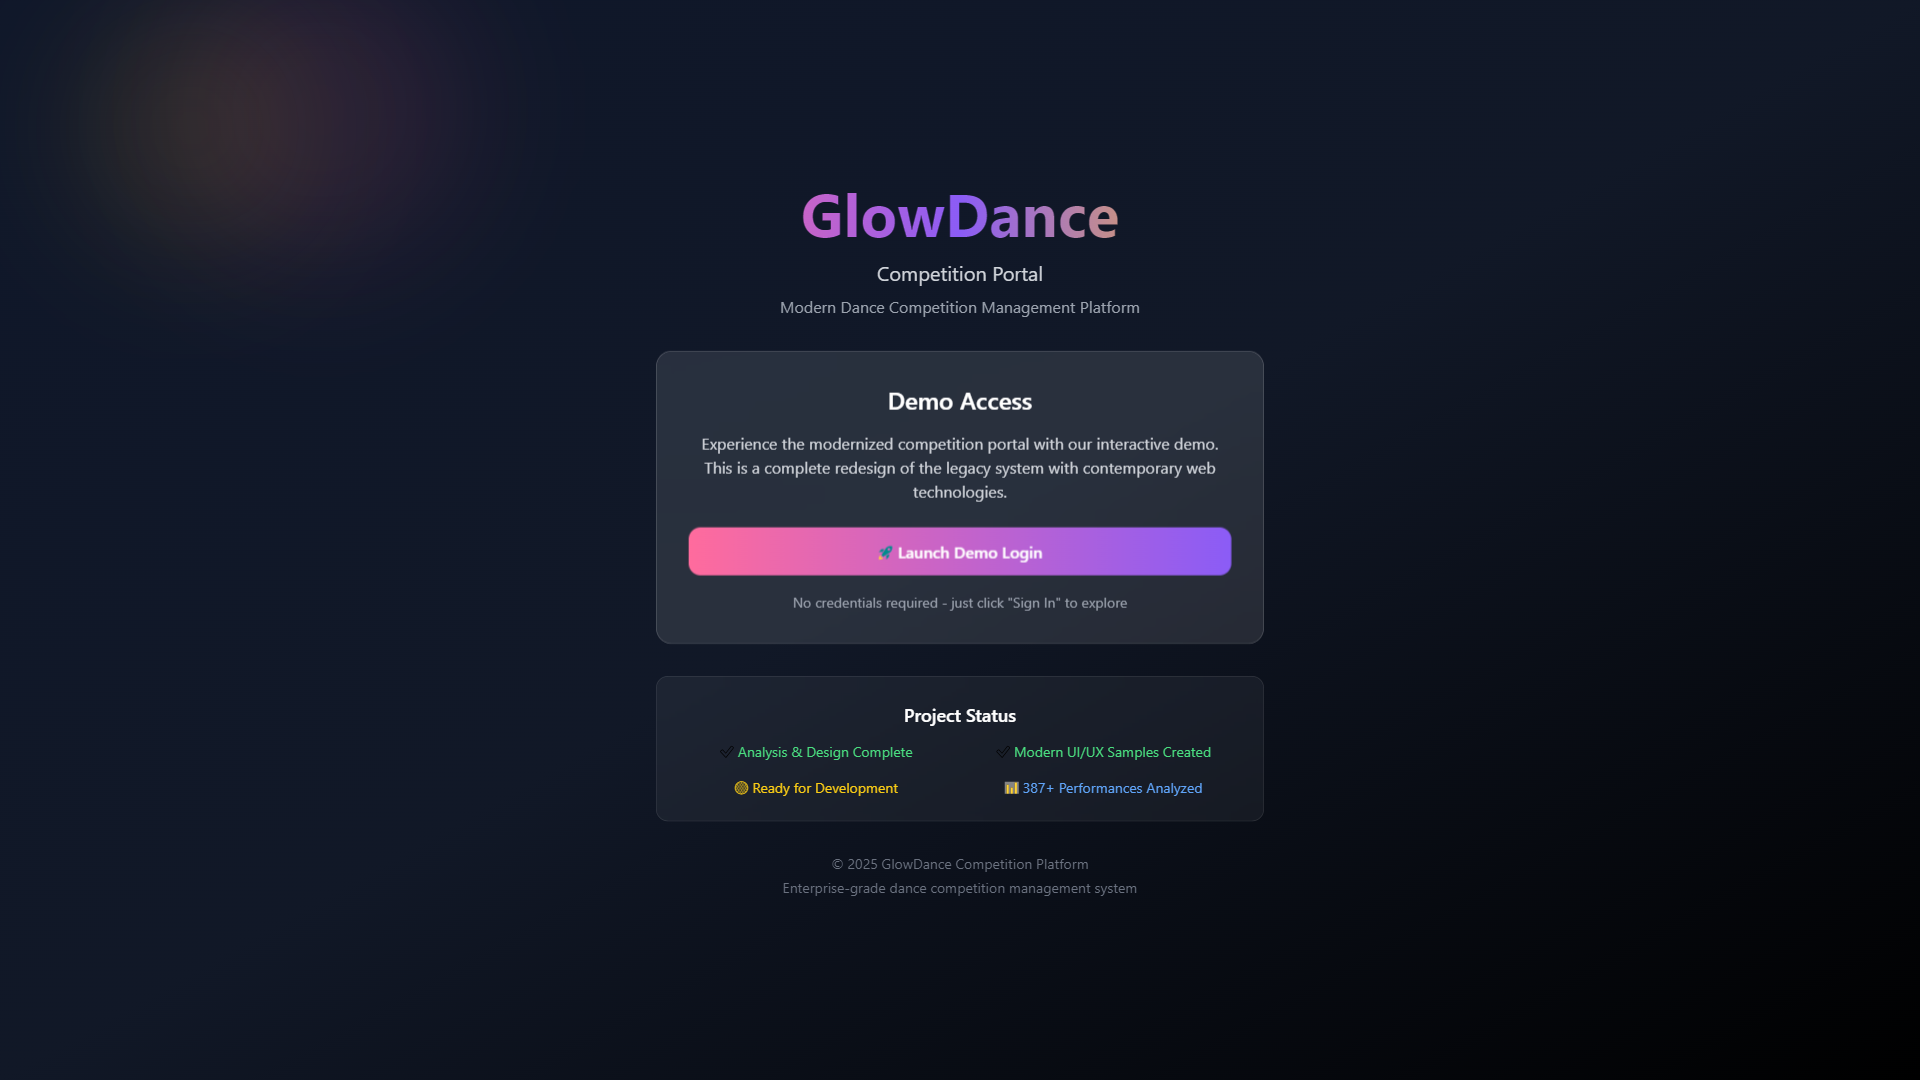 GlowDance
Competition Portal
Modern Dance Competition Management Platform
Demo Access
Experience the modernized competition portal with our interactive demo.
This is a complete redesign of the legacy system with contemporary web
technologies.
🚀 Launch Demo Login
No credentials required - just click "Sign In" to explore
Project Status
✅ Analysis & Design Complete
✅ Modern UI/UX Samples Created
🟡 Ready for Development
📊 387+ Performances Analyzed
© 2025 GlowDance Competition Platform
Enterprise-grade dance competition management system